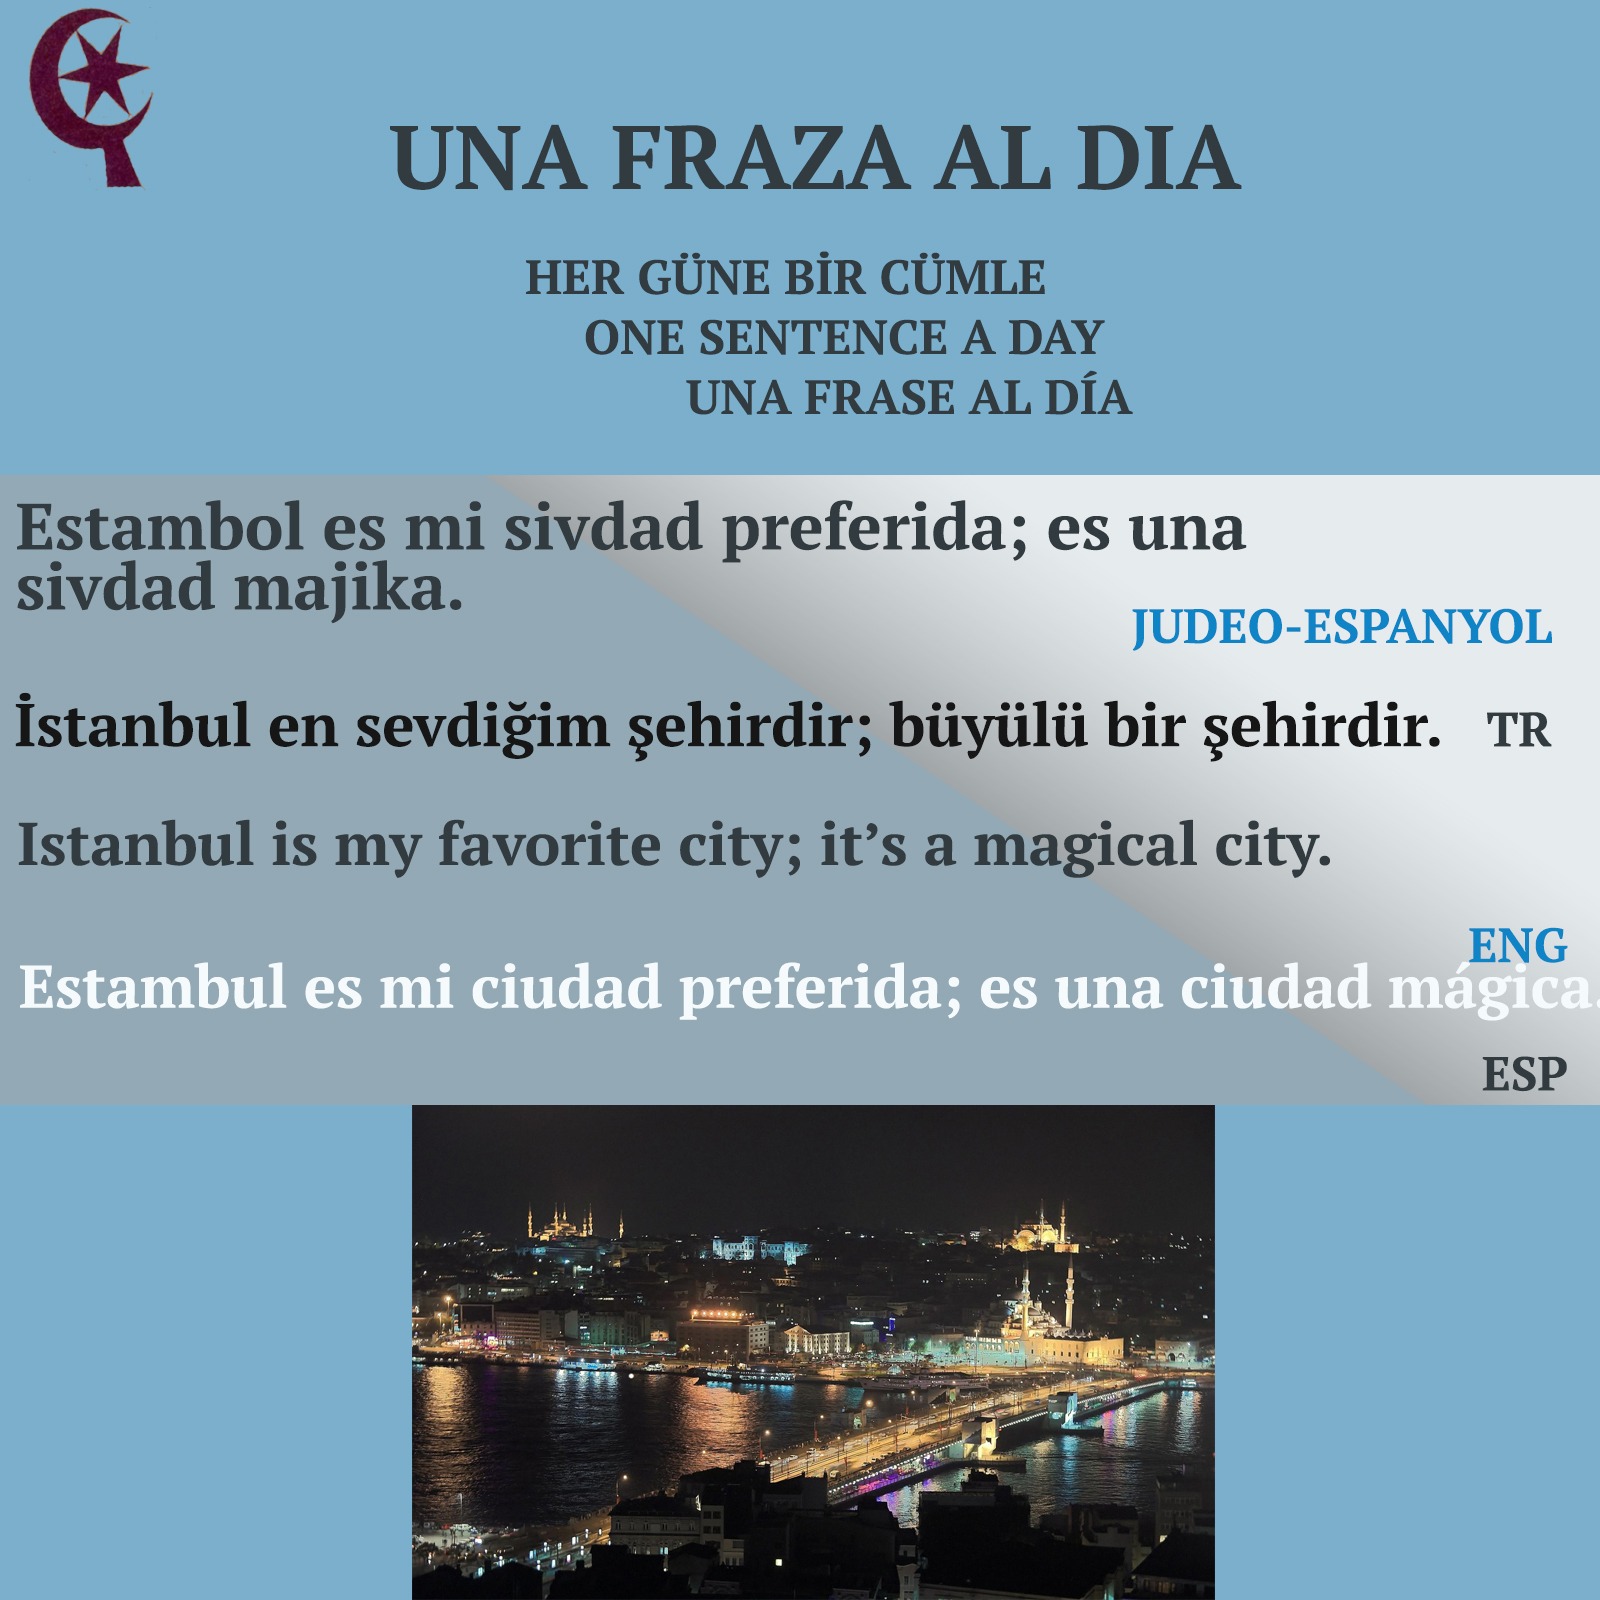 UNA FRAZA AL DIA
HER GÜNE BİR CÜMLE
ONE SENTENCE A DAY
UNA FRASE AL DÍA
Estambol es mi sivdad preferida; es una
sivdad majika.
JUDEO-ESPANYOL
İstanbul en sevdiğim şehirdir; büyülü bir şehirdir. TR
Istanbul is my favorite city; it’s a magical city.
ENG
Estambul es mi ciudad preferida; es una ciudad mágica.
ESP